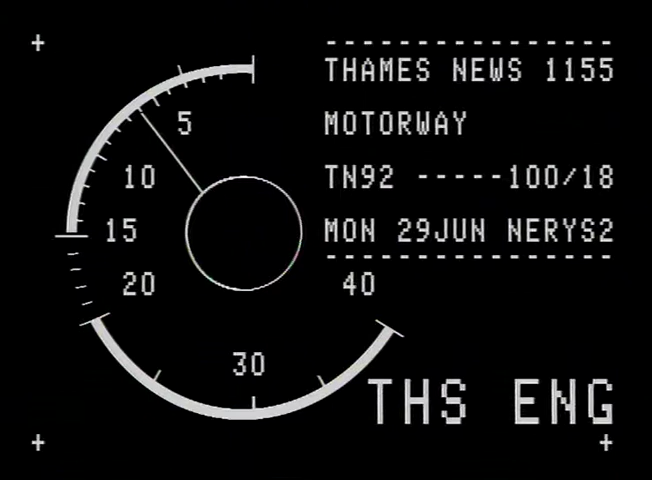 THAMES NEWS 1155
MOTORWAY
TN92 -----100/18
MON 29JUN NERYS2
5
10
15
20
30
40
THS ENG